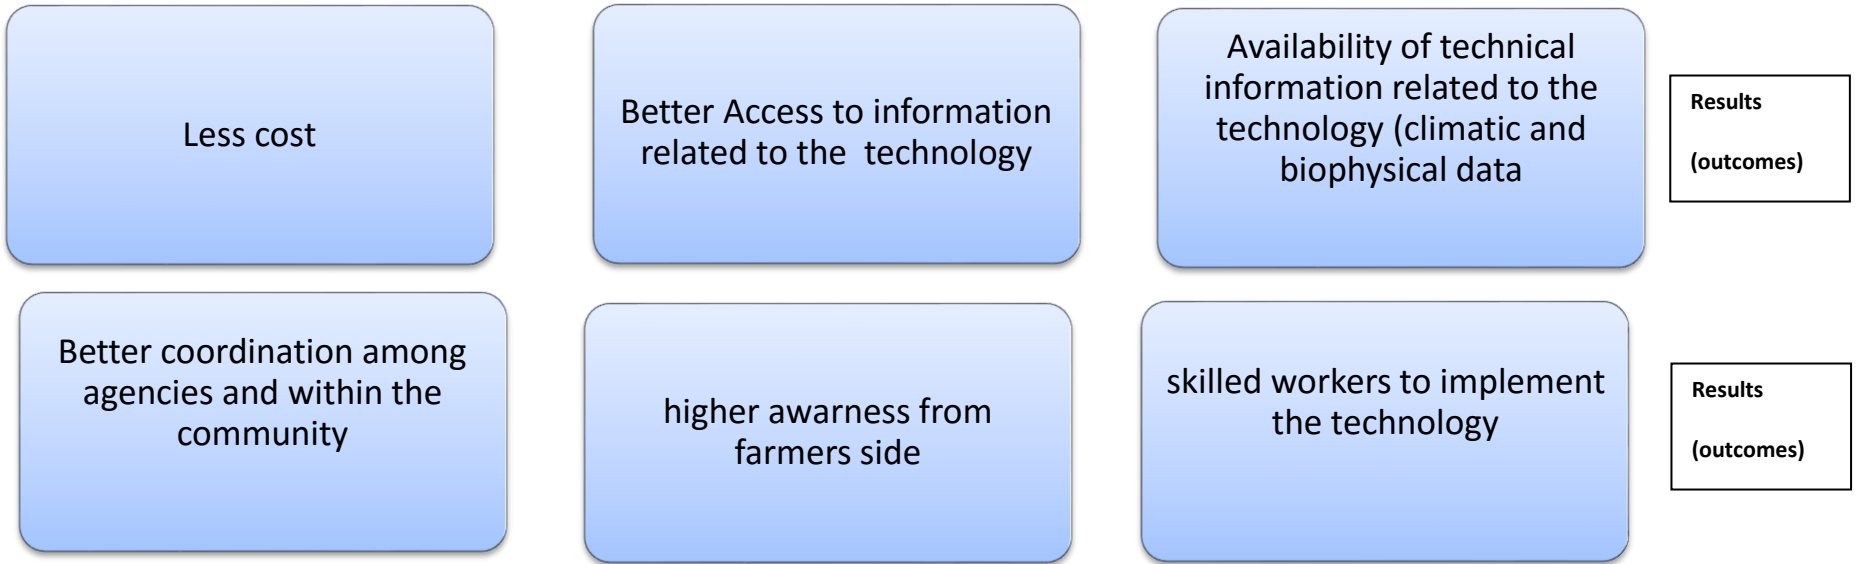 Less cost
Better Access to information
related to the  technology
Availability of technical
information related to the
technology (climatic and
biophysical data
Results
(outcomes)
Better coordination among
agencies and within the
community
higher awarness from
farmers side
skilled workers to implement
the technology
Results
(outcomes)